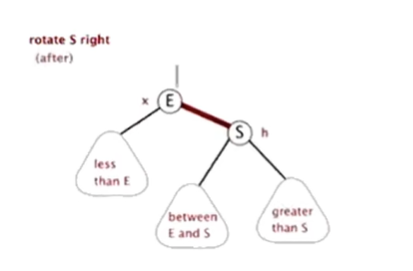 rotate S right
(after)
x E
S h
less
than E
between
E and S
greater
than S